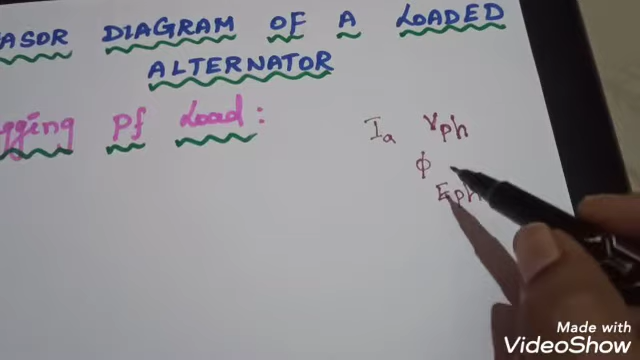 ASOR DIAGRAM OF A LOADED
ALTERNATOR
gging pf Load:
Ia Vph
ϕ
Eph
Made with
VideoShow